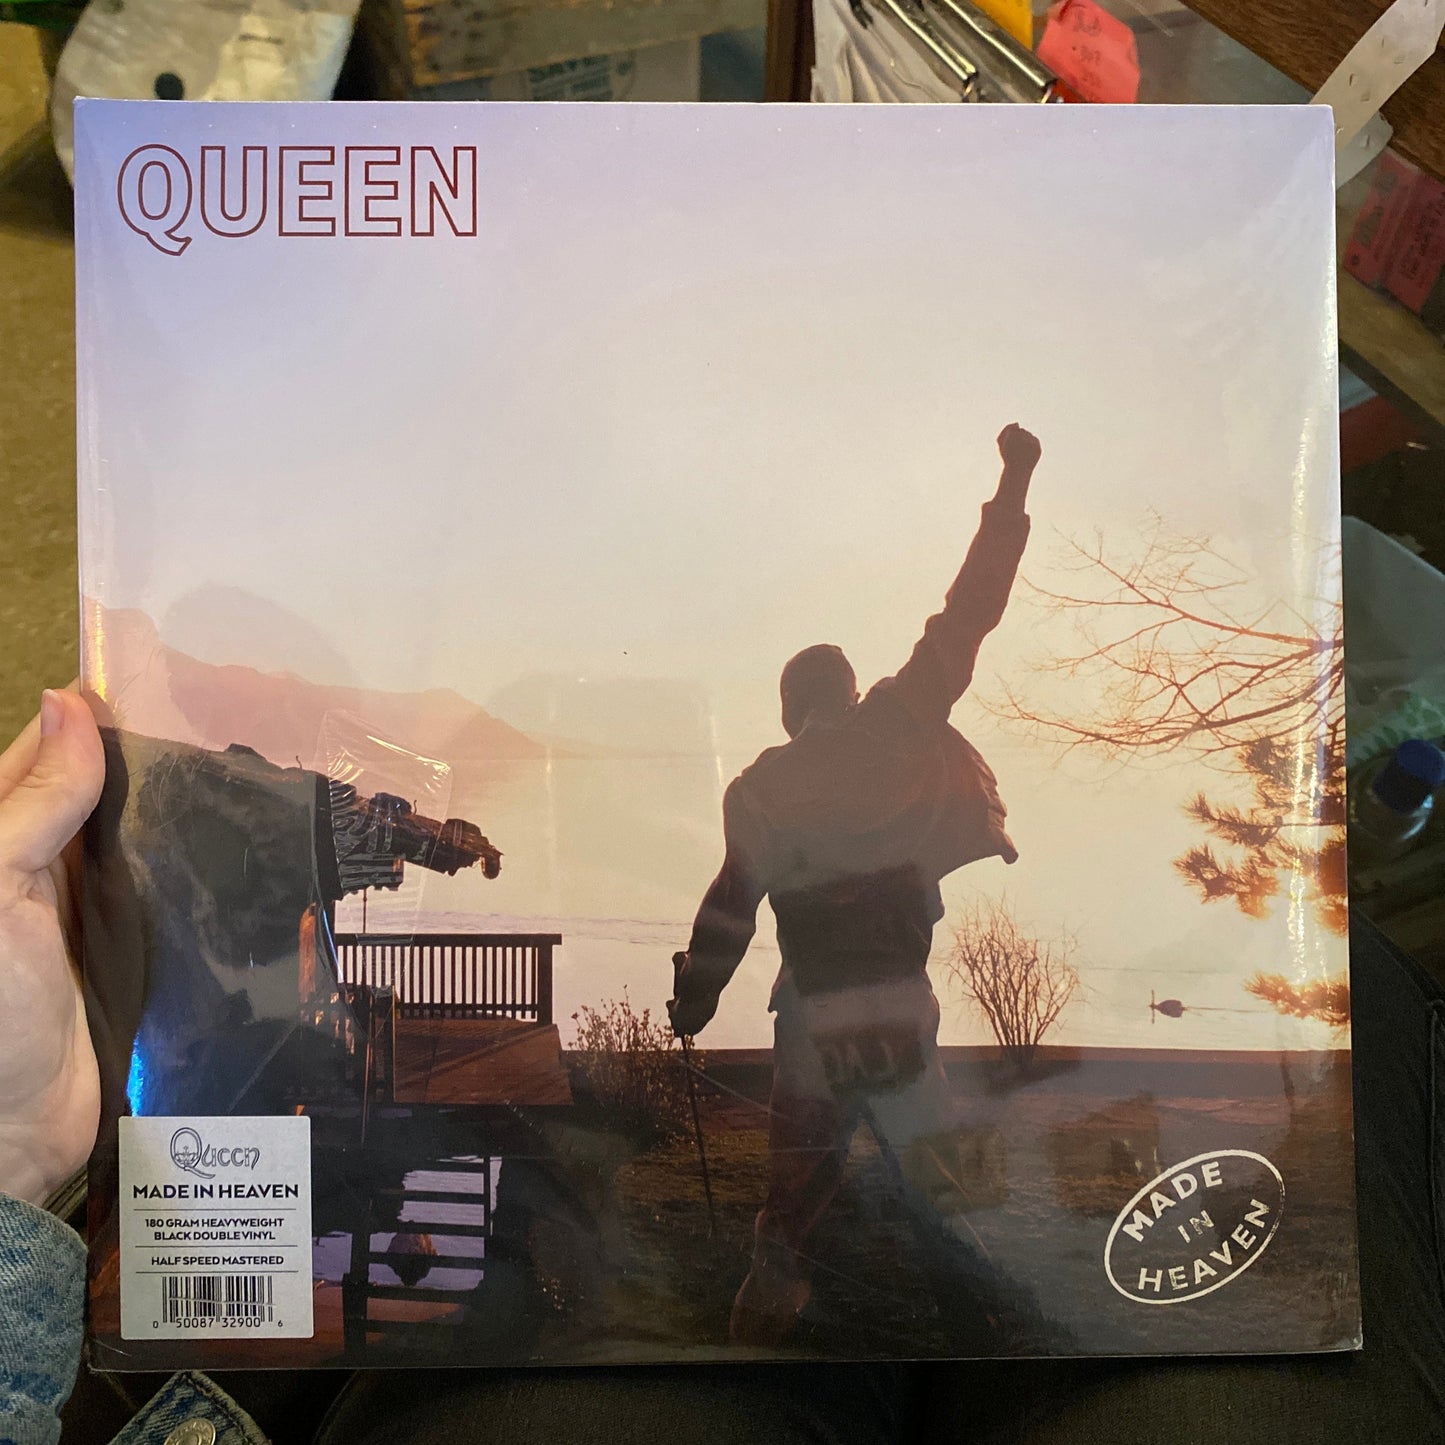 QUEEN
Queen
MADE IN HEAVEN
180 GRAM HEAVYWEIGHT
BLACK DOUBLE VINYL
HALF SPEED MASTERED
0 50087 32900 6
MADE
IN
HEAVEN